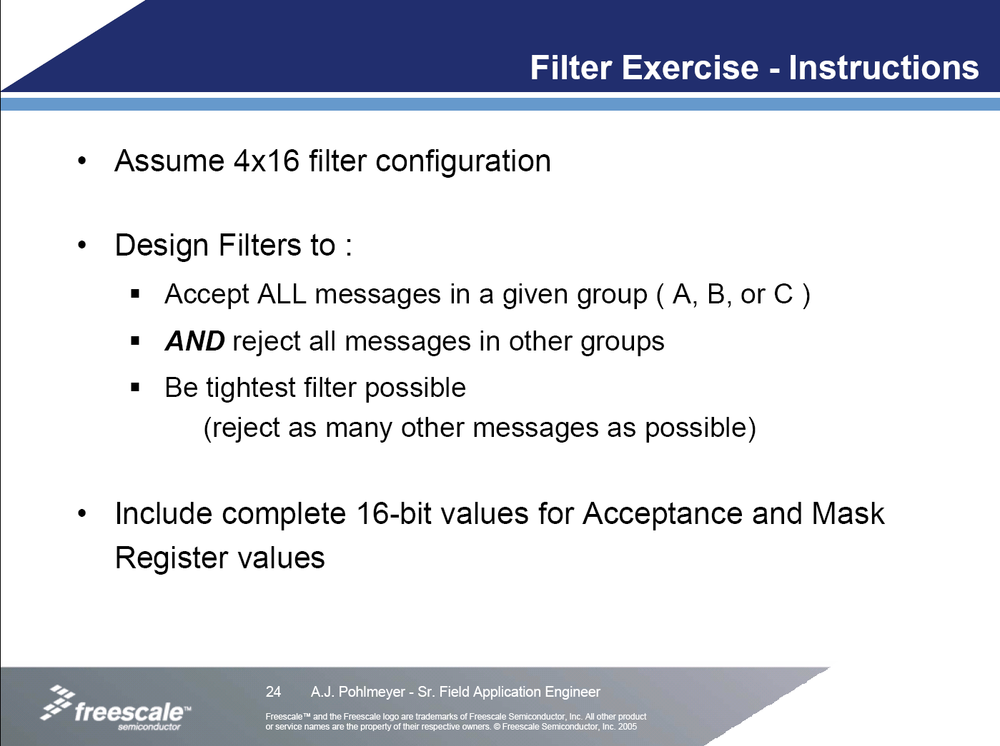 Filter Exercise - Instructions
• Assume 4x16 filter configuration
• Design Filters to :
▪ Accept ALL messages in a given group ( A, B, or C )
▪ AND reject all messages in other groups
▪ Be tightest filter possible
(reject as many other messages as possible)
• Include complete 16-bit values for Acceptance and Mask
Register values
freescale™
semiconductor
24 A.J. Pohlmeyer - Sr. Field Application Engineer
Freescale™ and the Freescale logo are trademarks of Freescale Semiconductor, Inc. All other product
or service names are the property of their respective owners. © Freescale Semiconductor, Inc. 2005